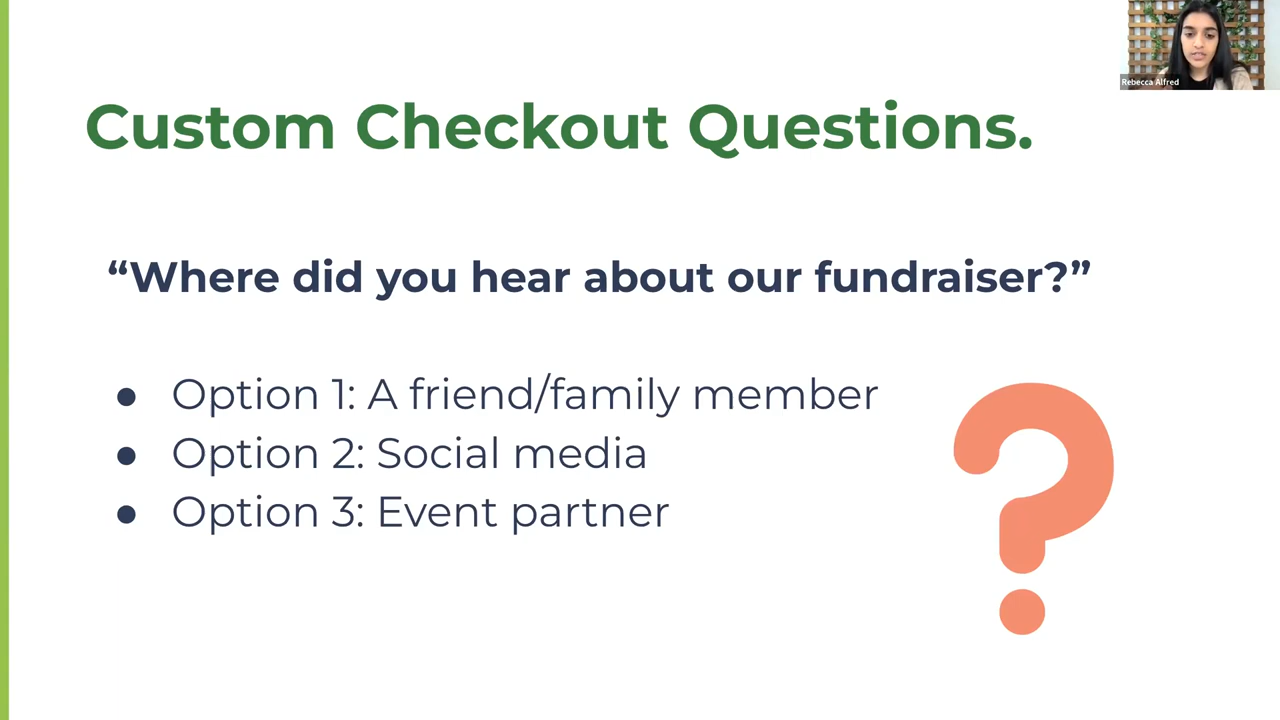 Custom Checkout Questions.
“Where did you hear about our fundraiser?”
● Option 1: A friend/family member
● Option 2: Social media
● Option 3: Event partner
?
Rebecca Alfred